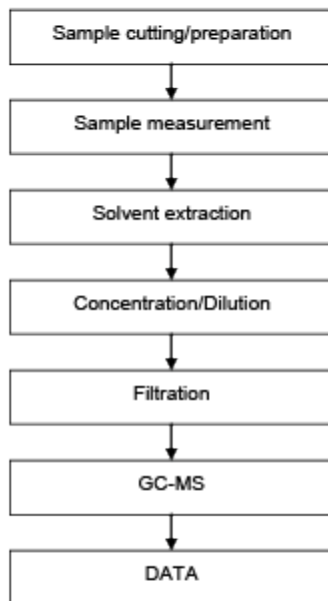 Sample cutting/preparation
Sample measurement
Solvent extraction
Concentration/Dilution
Filtration
GC-MS
DATA